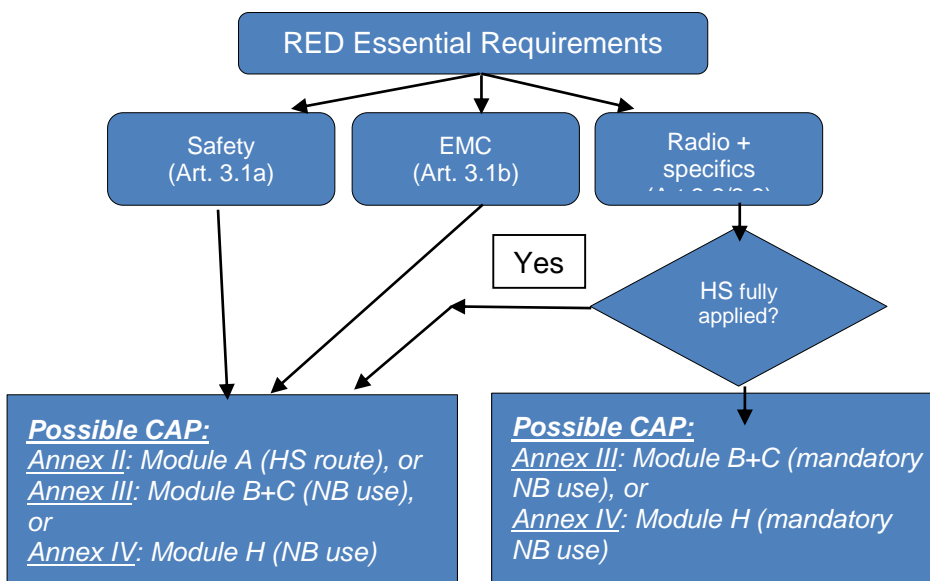 RED Essential Requirements
Safety
(Art. 3.1a)
EMC
(Art. 3.1b)
Radio +
specifics
Yes
HS fully
applied?
Possible CAP:
Annex II: Module A (HS route), or
Annex III: Module B+C (NB use),
or
Annex IV: Module H (NB use)
Possible CAP:
Annex III: Module B+C (mandatory
NB use), or
Annex IV: Module H (mandatory
NB use)